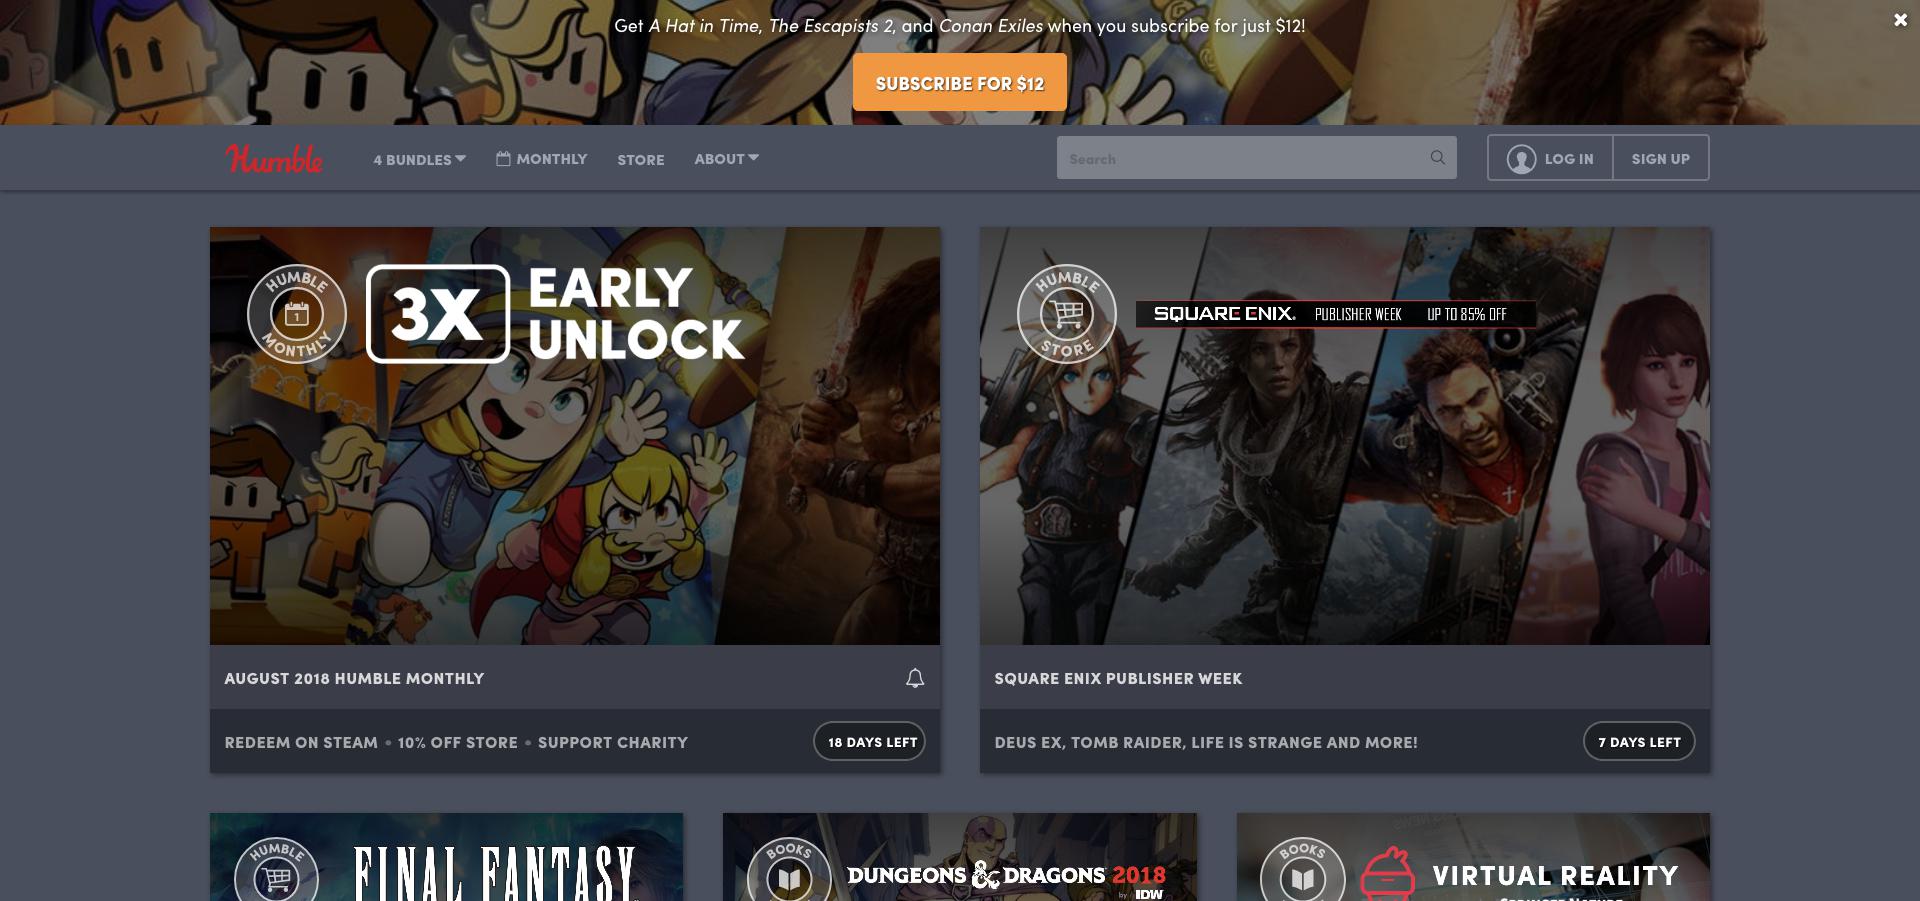 Get A Hat in Time, The Escapists 2, and Conan Exiles when you subscribe for just $12!
SUBSCRIBE FOR $12
Humble
4 BUNDLES
MONTHLY
STORE
ABOUT
Search
LOG IN
SIGN UP
HUMBLE
1
MONTHLY
3X
EARLY
UNLOCK
HUMBLE
STORE
SQUARE ENIX. PUBLISHER WEEK UP TO 85% OFF
AUGUST 2018 HUMBLE MONTHLY
REDEEM ON STEAM • 10% OFF STORE • SUPPORT CHARITY
18 DAYS LEFT
SQUARE ENIX PUBLISHER WEEK
DEUS EX, TOMB RAIDER, LIFE IS STRANGE AND MORE!
7 DAYS LEFT
HUMBLE
FINAL FANTASY
BOOKS
DUNGEONS & DRAGONS 2018
by IDW
BOOKS
VIRTUAL REALITY